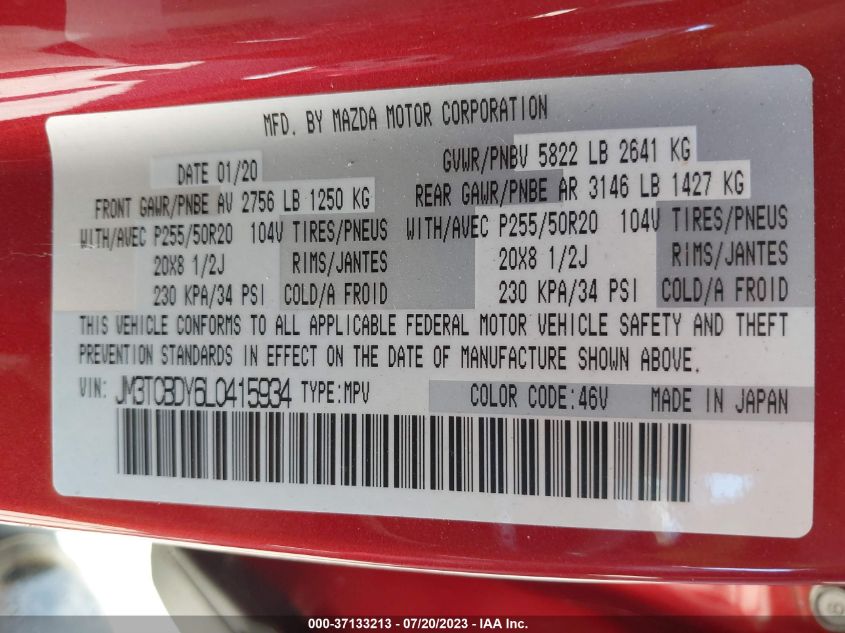 MFD. BY MAZDA MOTOR CORPORATION
DATE 01/20
GVWR/PNBV 5822 LB 2641 KG
FRONT GAWR/PNBE AV 2756 LB 1250 KG
REAR GAWR/PNBE AR 3146 LB 1427 KG
WITH/AVEC P255/50R20 104V TIRES/PNEUS
WITH/AVEC P255/50R20 104V TIRES/PNEUS
20X8 1/2J RIMS/JANTES
20X8 1/2J RIMS/JANTES
230 KPA/34 PSI COLD/A FROID
230 KPA/34 PSI COLD/A FROID
THIS VEHICLE CONFORMS TO ALL APPLICABLE FEDERAL MOTOR VEHICLE SAFETY AND THEFT
PREVENTION STANDARDS IN EFFECT ON THE DATE OF MANUFACTURE SHOWN ABOVE.
VIN: JM3TCBDY6L0415934 TYPE:MPV COLOR CODE:46V MADE IN JAPAN
000-37133213 - 07/20/2023 - IAA Inc.